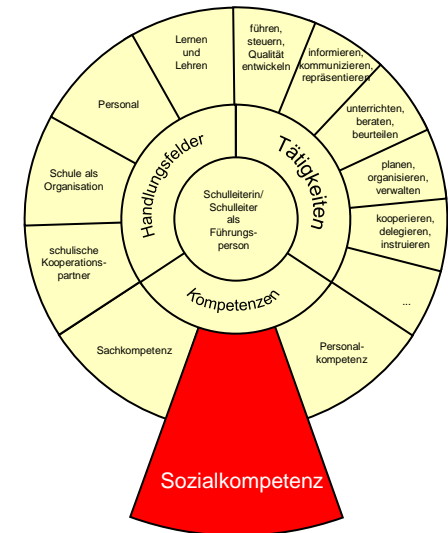 Lernen
und
Lehren
führen,
steuern,
Qualität
entwickeln
informieren,
kommunizieren,
repräsentieren
unterrichten,
beraten,
beurteilen
planen,
organisieren,
verwalten
kooperieren,
delegieren,
instruieren
...
Personal-
kompetenz
Sozialkompetenz
Sachkompetenz
schulische
Kooperations-
partner
Schule als
Organisation
Personal
Handlungsfelder
Tätigkeiten
Kompetenzen
Schulleiterin/
Schulleiter
als
Führungs-
person